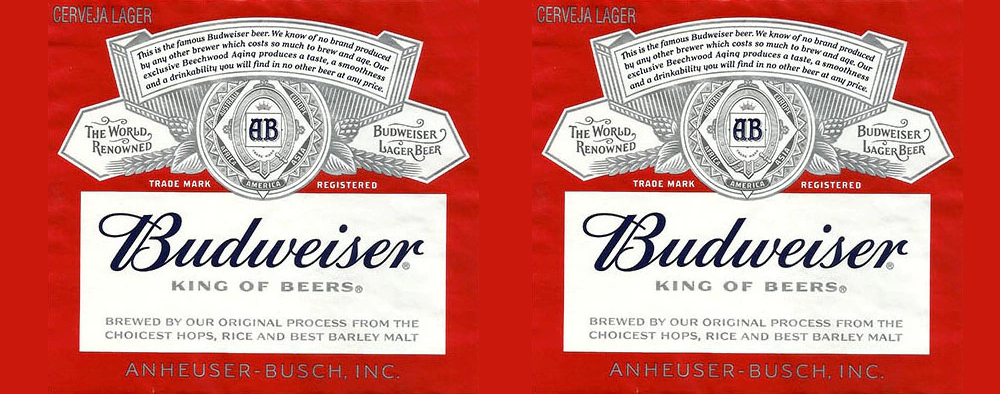 CERVEJA LAGER
This is the famous Budweiser beer. We know of no brand produced
by any other brewer which costs so much to brew and age. Our
exclusive Beechwood Aging produces a taste, a smoothness
and a drinkability you will find in no other beer at any price.
THE WORLD
RENOWNED
AB
BUDWEISER
LAGER BEER
EUROPE
AFRICA
ASIA
AMERICA
TRADE MARK
REGISTERED
Budweiser®
KING OF BEERS®
BREWED BY OUR ORIGINAL PROCESS FROM THE
CHOICEST HOPS, RICE AND BEST BARLEY MALT
ANHEUSER-BUSCH, INC.
CERVEJA LAGER
This is the famous Budweiser beer. We know of no brand produced
by any other brewer which costs so much to brew and age. Our
exclusive Beechwood Aging produces a taste, a smoothness
and a drinkability you will find in no other beer at any price.
THE WORLD
RENOWNED
AB
BUDWEISER
LAGER BEER
EUROPE
AFRICA
ASIA
AMERICA
TRADE MARK
REGISTERED
Budweiser®
KING OF BEERS®
BREWED BY OUR ORIGINAL PROCESS FROM THE
CHOICEST HOPS, RICE AND BEST BARLEY MALT
ANHEUSER-BUSCH, INC.